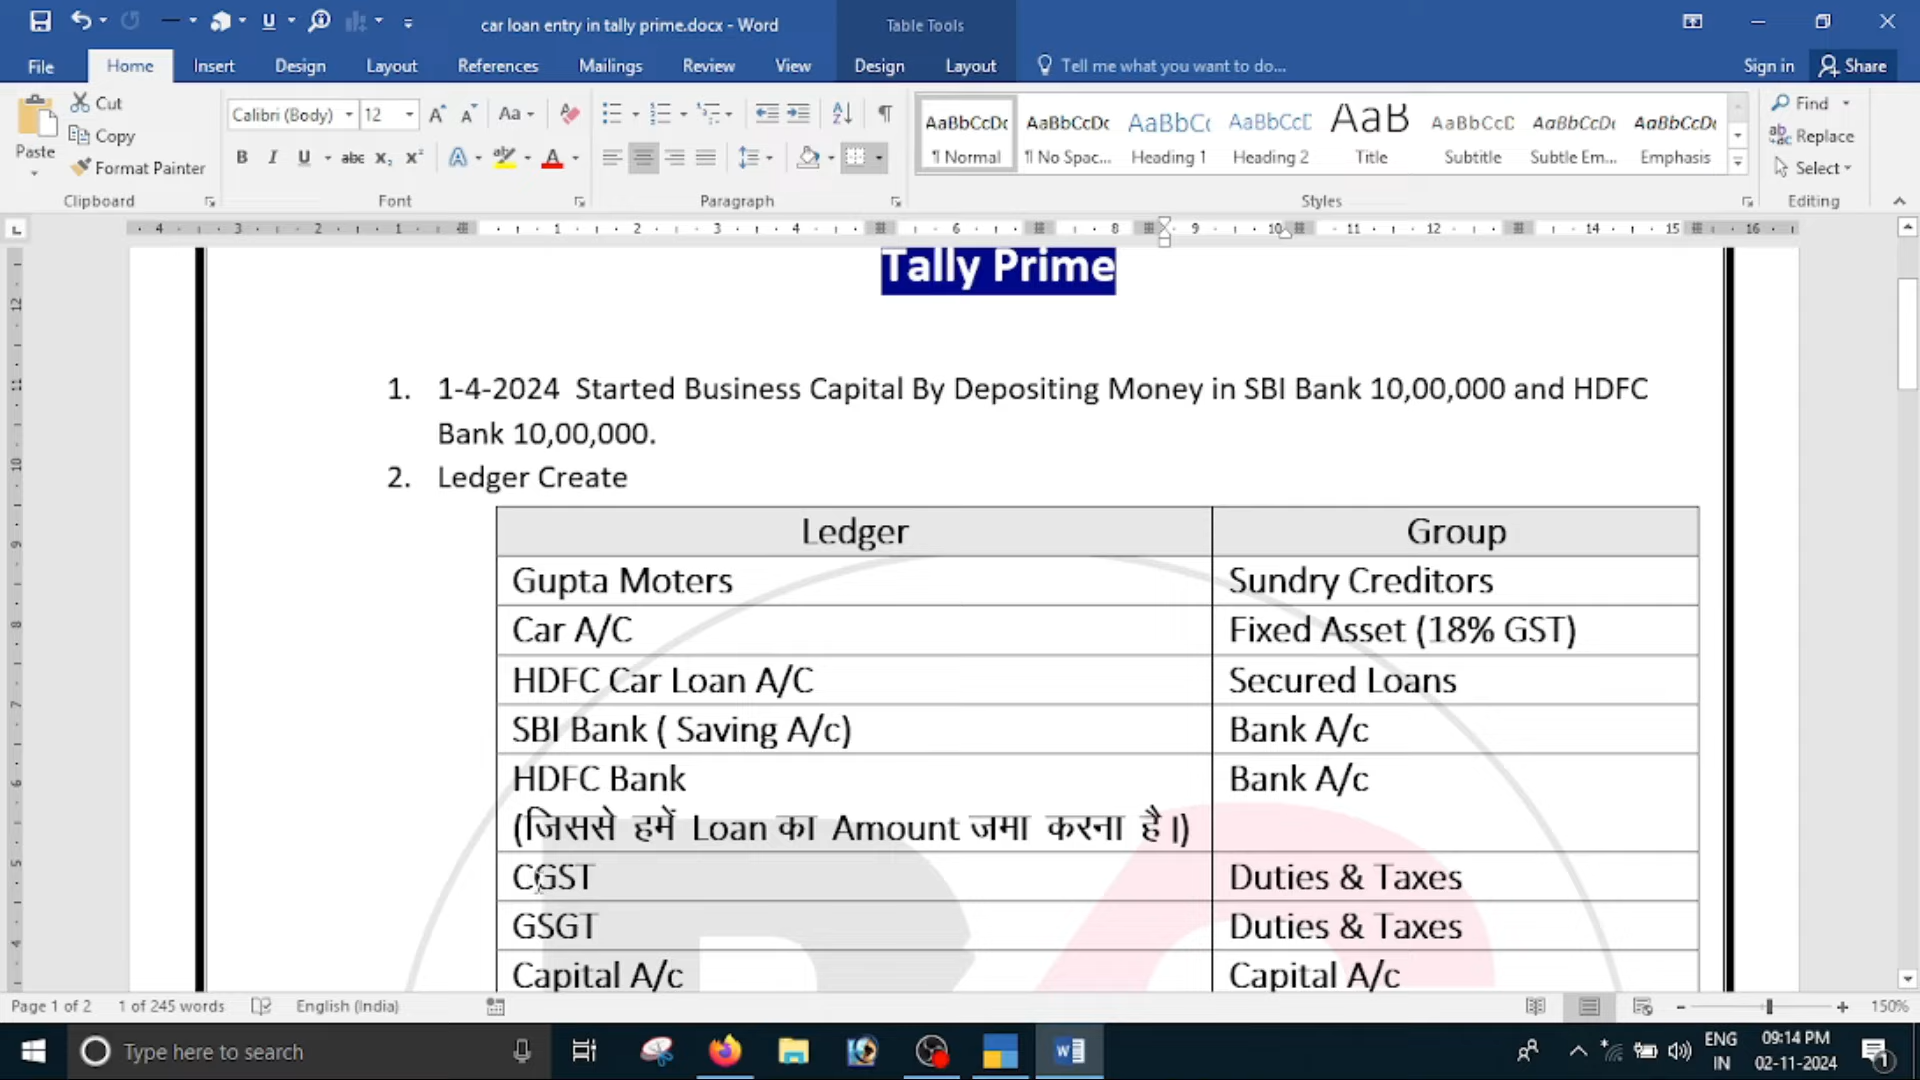 car loan entry in tally prime.docx - Word
Table Tools
File Home Insert Design Layout References Mailings Review View Design Layout Tell me what you want to do... Sign in Share
Paste
Cut
Copy
Format Painter
Calibri (Body) 12
Clipboard Font Paragraph Styles Editing
AaBbCcDc AaBbCcDc AaBbC AaBbCcD AaB AaBbCcD AaBbCcDi AaBbCcDi
¶ Normal ¶ No Spac... Heading 1 Heading 2 Title Subtitle Subtle Em... Emphasis
Find
Replace
Select
Tally Prime
1. 1-4-2024 Started Business Capital By Depositing Money in SBI Bank 10,00,000 and HDFC
Bank 10,00,000.
2. Ledger Create
Ledger Group
Gupta Moters Sundry Creditors
Car A/C Fixed Asset (18% GST)
HDFC Car Loan A/C Secured Loans
SBI Bank ( Saving A/c) Bank A/c
HDFC Bank Bank A/c
(जिससे हमें Loan का Amount जमा करना है।)
CGST Duties & Taxes
GSGT Duties & Taxes
Capital A/c Capital A/c
Page 1 of 2 1 of 245 words English (India) 150%
Type here to search
ENG
IN
09:14 PM
02-11-2024
1